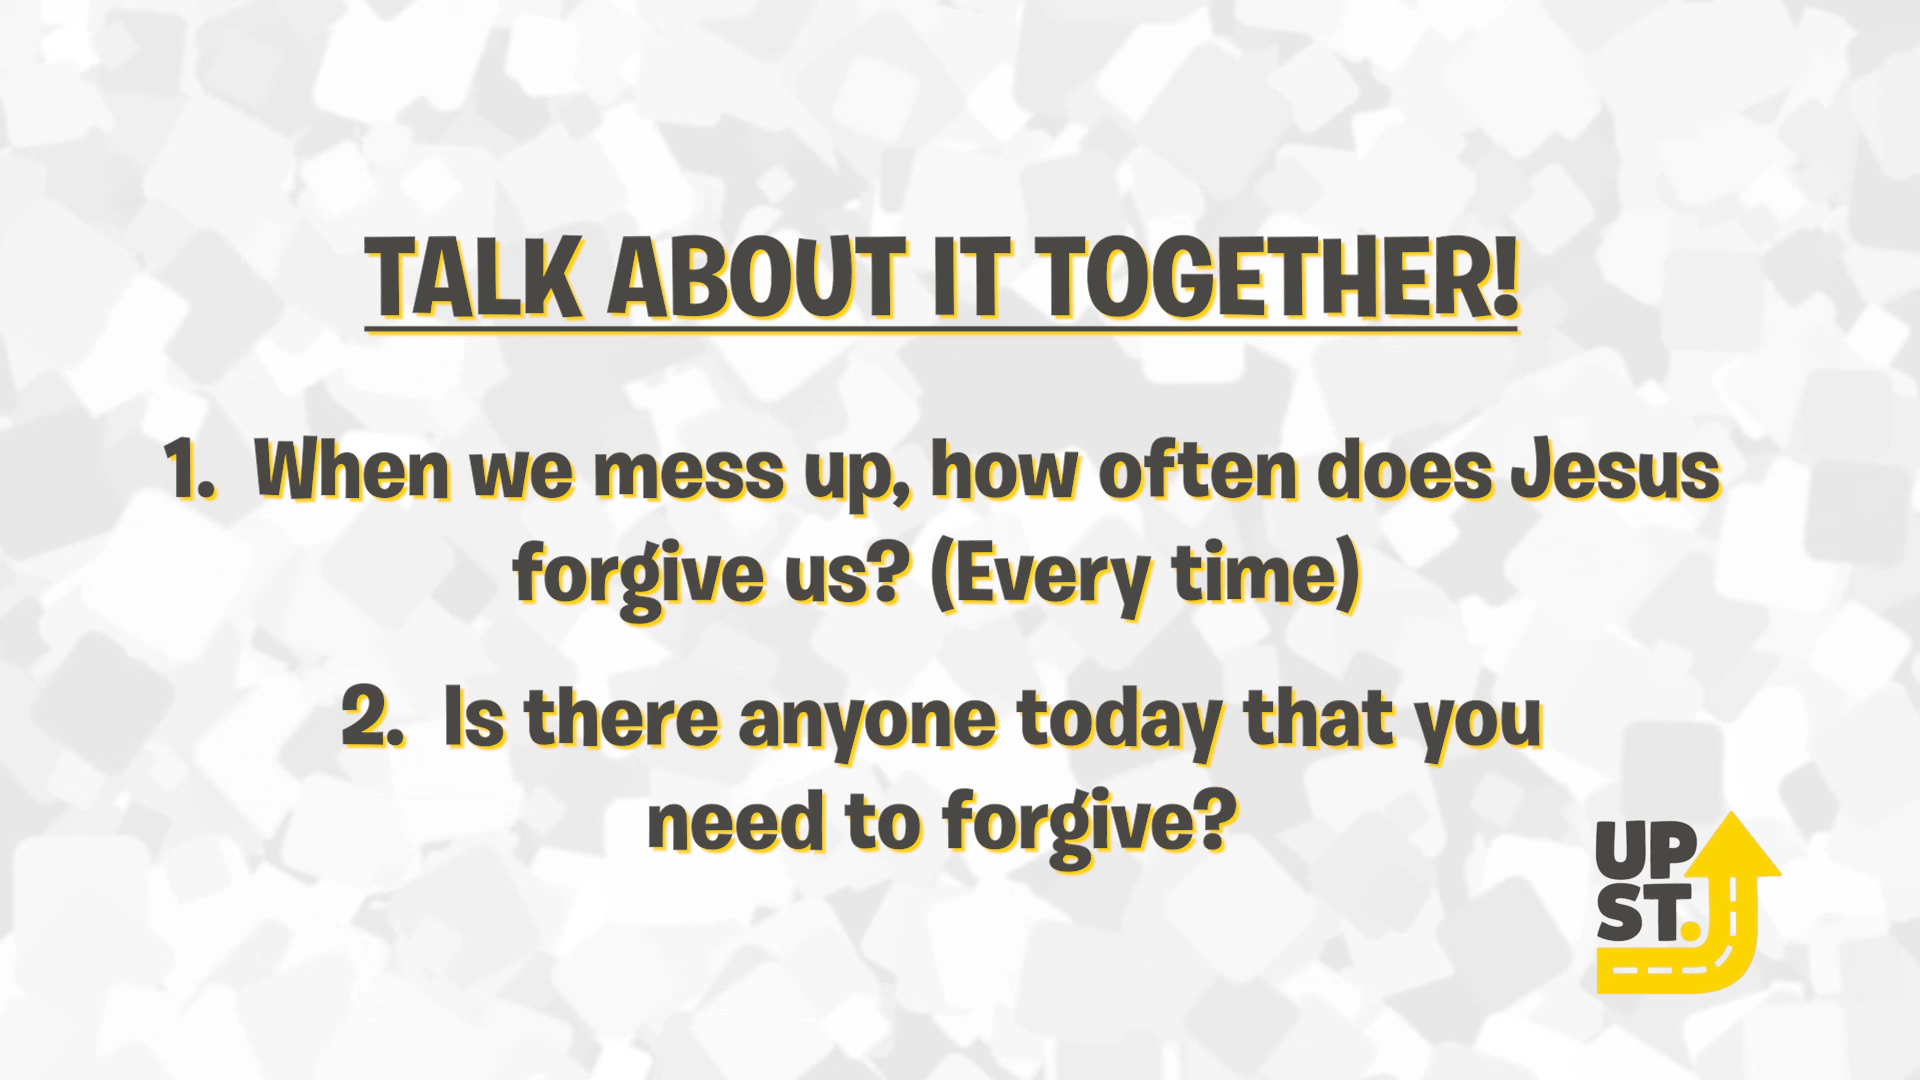 TALK ABOUT IT TOGETHER!
1. When we mess up, how often does Jesus
forgive us? (Every time)
2. Is there anyone today that you
need to forgive?
UP
ST.